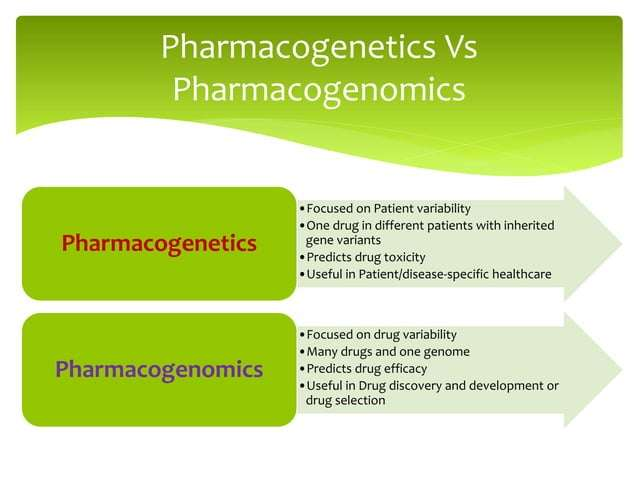 Pharmacogenetics Vs
Pharmacogenomics
Pharmacogenetics
•Focused on Patient variability
•One drug in different patients with inherited
gene variants
•Predicts drug toxicity
•Useful in Patient/disease-specific healthcare
Pharmacogenomics
•Focused on drug variability
•Many drugs and one genome
•Predicts drug efficacy
•Useful in Drug discovery and development or
drug selection